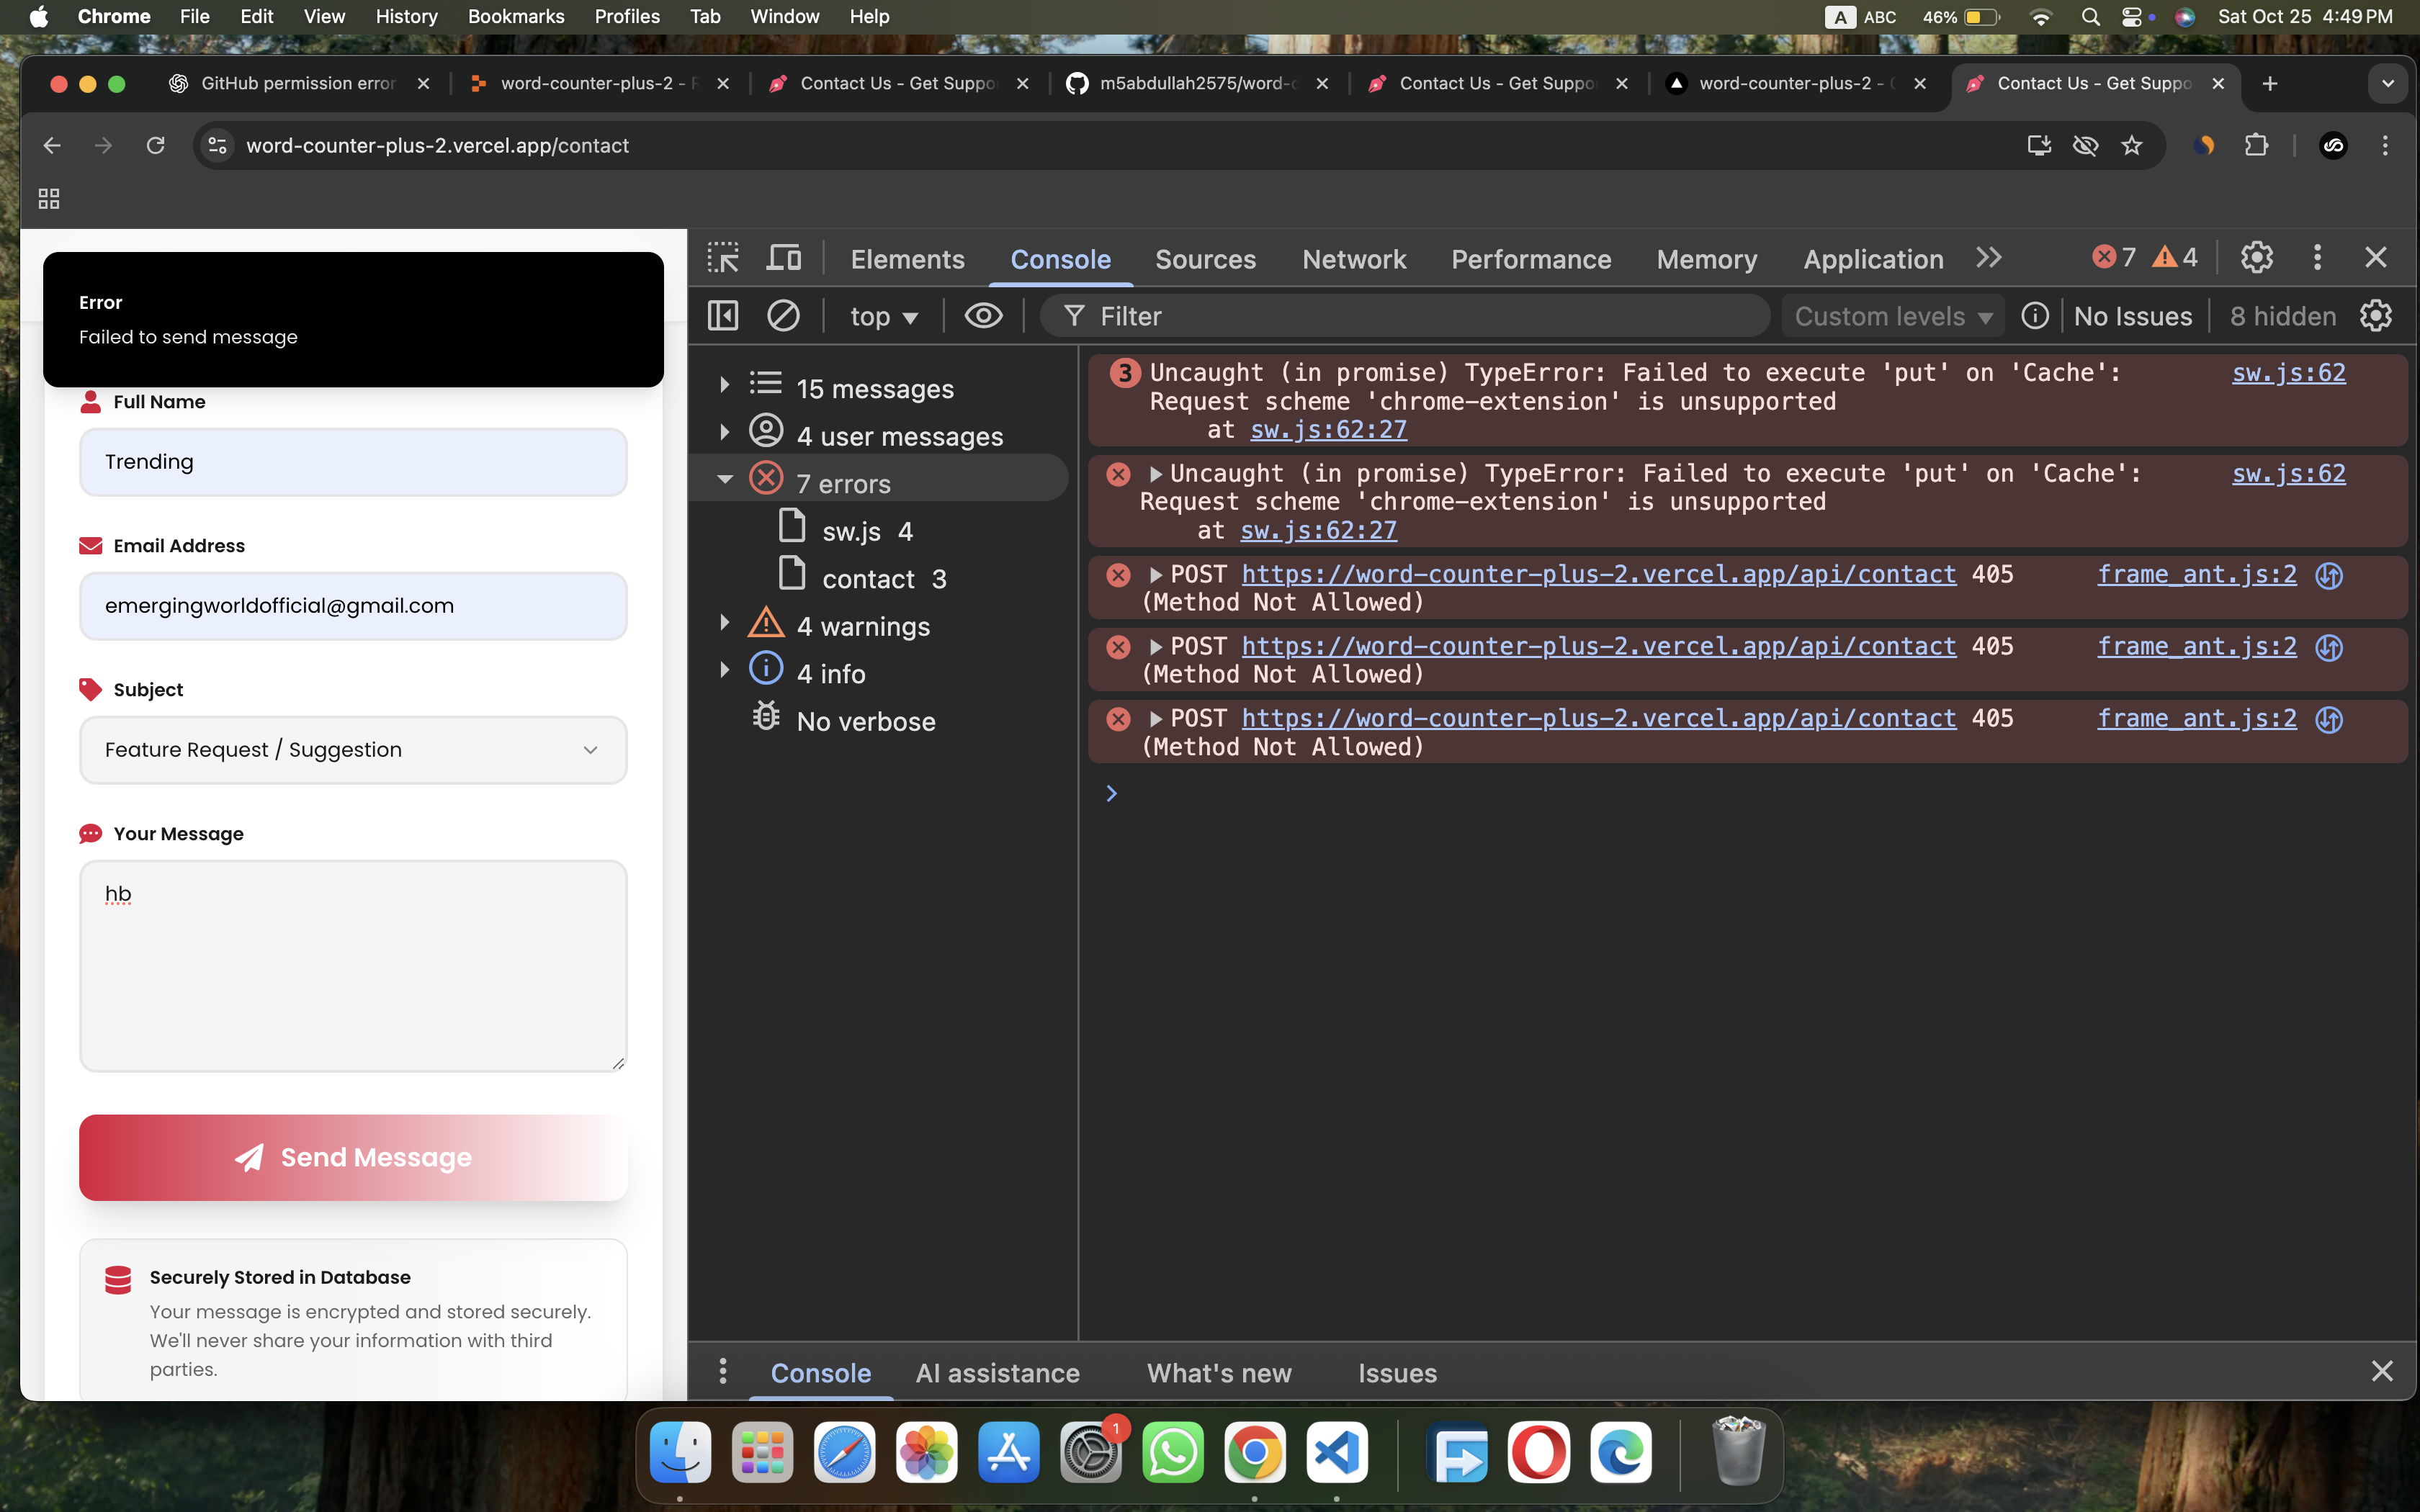 Chrome File Edit View History Bookmarks Profiles Tab Window Help
A ABC 46% Sat Oct 25 4:49 PM
GitHub permission error
word-counter-plus-2 - R
Contact Us - Get Suppo
m5abdullah2575/word-c
Contact Us - Get Suppo
word-counter-plus-2 - 
Contact Us - Get Suppo
word-counter-plus-2.vercel.app/contact
Error
Failed to send message
Full Name
Trending
Email Address
emergingworldofficial@gmail.com
Subject
Feature Request / Suggestion
Your Message
hb
Send Message
Securely Stored in Database
Your message is encrypted and stored securely.
We'll never share your information with third
parties.
Elements Console Sources Network Performance Memory Application 7 4
top Filter Custom levels No Issues 8 hidden
15 messages
4 user messages
7 errors
sw.js 4
contact 3
4 warnings
4 info
No verbose
3 Uncaught (in promise) TypeError: Failed to execute 'put' on 'Cache': sw.js:62
Request scheme 'chrome-extension' is unsupported
at sw.js:62:27
Uncaught (in promise) TypeError: Failed to execute 'put' on 'Cache': sw.js:62
Request scheme 'chrome-extension' is unsupported
at sw.js:62:27
POST https://word-counter-plus-2.vercel.app/api/contact 405 frame_ant.js:2
(Method Not Allowed)
POST https://word-counter-plus-2.vercel.app/api/contact 405 frame_ant.js:2
(Method Not Allowed)
POST https://word-counter-plus-2.vercel.app/api/contact 405 frame_ant.js:2
(Method Not Allowed)
Console AI assistance What's new Issues
1